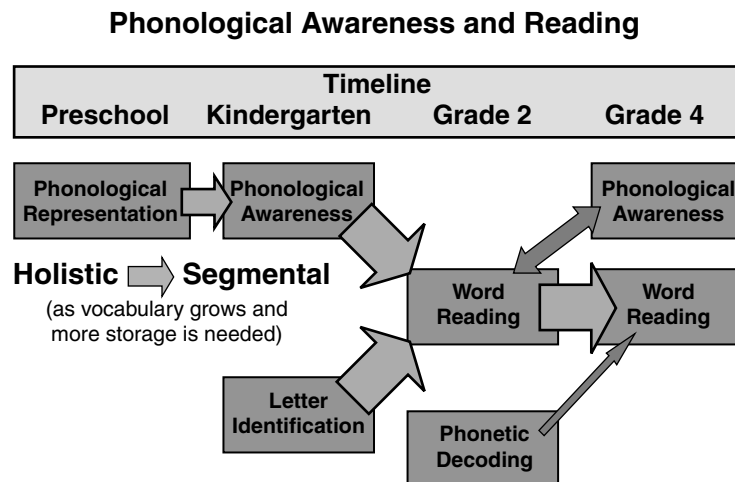 Phonological Awareness and Reading
Timeline
Preschool Kindergarten Grade 2 Grade 4
Phonological
Representation
Phonological
Awareness
Phonological
Awareness
Holistic Segmental
(as vocabulary grows and
more storage is needed)
Word
Reading
Word
Reading
Letter
Identification
Phonetic
Decoding